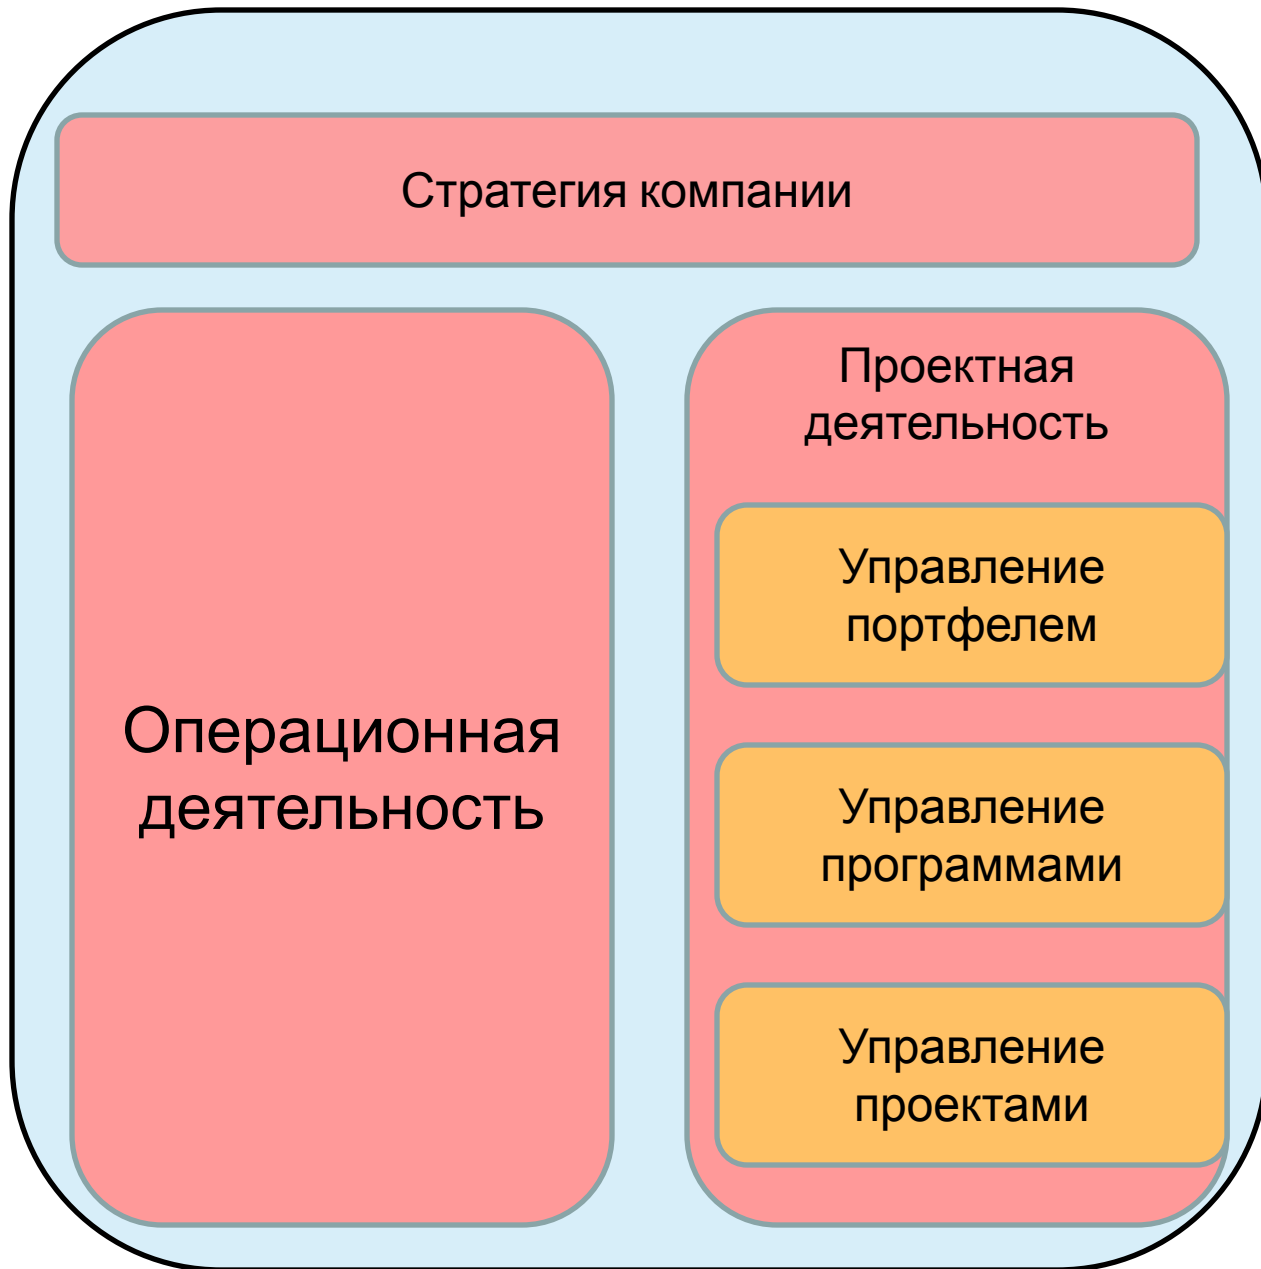 Стратегия компании
Операционная
деятельность
Проектная
деятельность
Управление
портфелем
Управление
программами
Управление
проектами